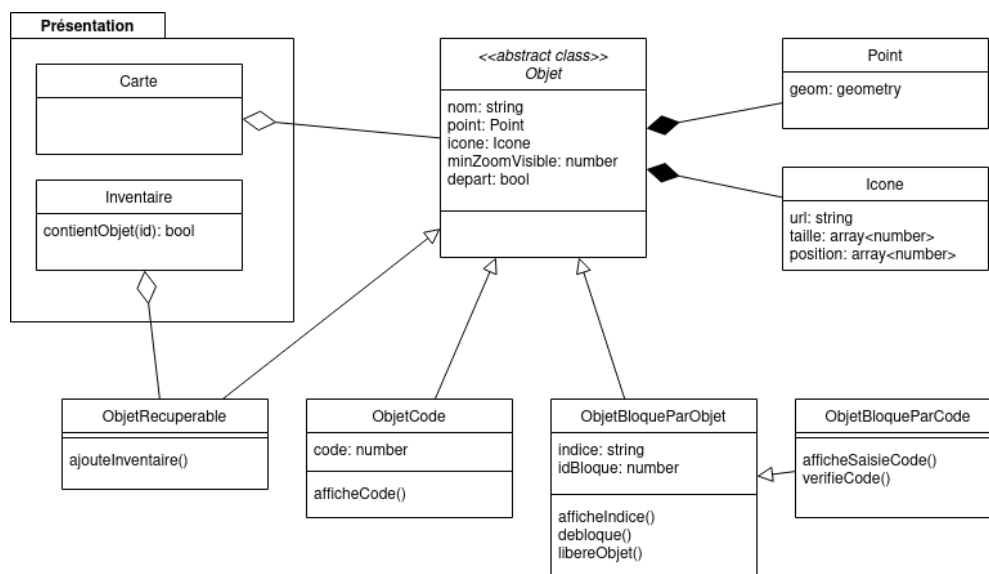 Présentation
Carte
Inventaire
contientObjet(id): bool
<<abstract class>>
Objet
nom: string
point: Point
icone: Icone
minZoomVisible: number
depart: bool
Point
geom: geometry
Icone
url: string
taille: array<number>
position: array<number>
ObjetRecuperable
ajouteInventaire()
ObjetCode
code: number
afficheCode()
ObjetBloqueParObjet
indice: string
idBloque: number
afficheIndice()
debloque()
libereObjet()
ObjetBloqueParCode
afficheSaisieCode()
verifieCode()